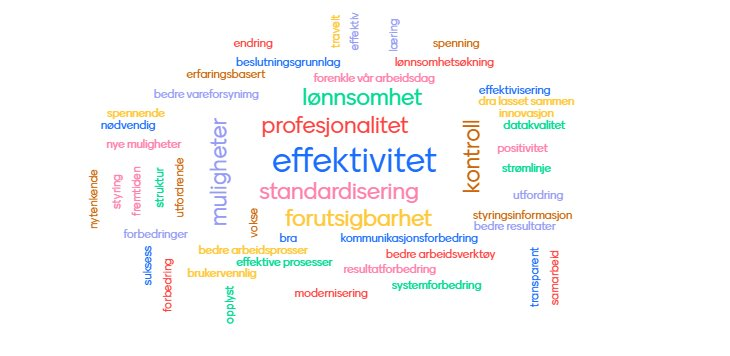 travelt
effektiv
læring
endring
spenning
beslutningsgrunnlag
lønnsomhetsøkning
erfaringsbasert
forenkle vår arbeidsdag
bedre vareforsyning
lønnsomhet
effektivisering
dra lasset sammen
innovasjon
spennende
nødvendig
muligheter
profesjonalitet
kontroll
datakvalitet
nye muligheter
effektivitet
positivitet
strømlinje
nytenkende
styring
fremtiden
struktur
utfordrende
standardisering
utfordring
vokse
forutsigbarhet
styringsinformasjon
bedre resultater
forbedringer
bra
kommunikasjonsforbedring
suksess
forbedring
bedre arbeidsprosser
effektive prosesser
bedre arbeidsverktøy
transparent
samarbeid
brukervennlig
resultatforbedring
opplyst
modernisering
systemforbedring